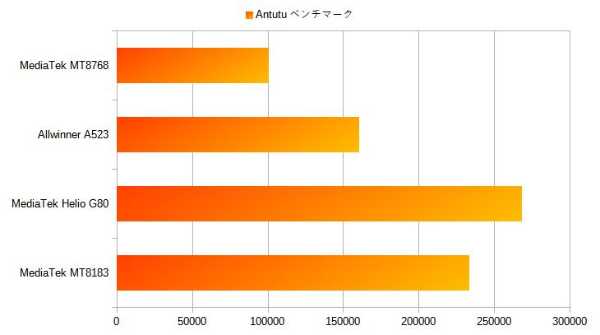 Antutu ベンチマーク
MediaTek MT8768
Allwinner A523
MediaTek Helio G80
MediaTek MT8183
0 50000 100000 150000 200000 250000 300000